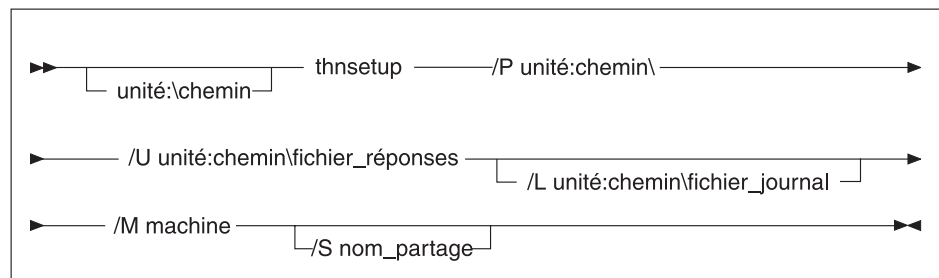 thnsetup /P unité:chemin\
unité:\chemin
/U unité:chemin\fichier_réponses
/L unité:chemin\fichier_journal
/M machine
/S nom_partage